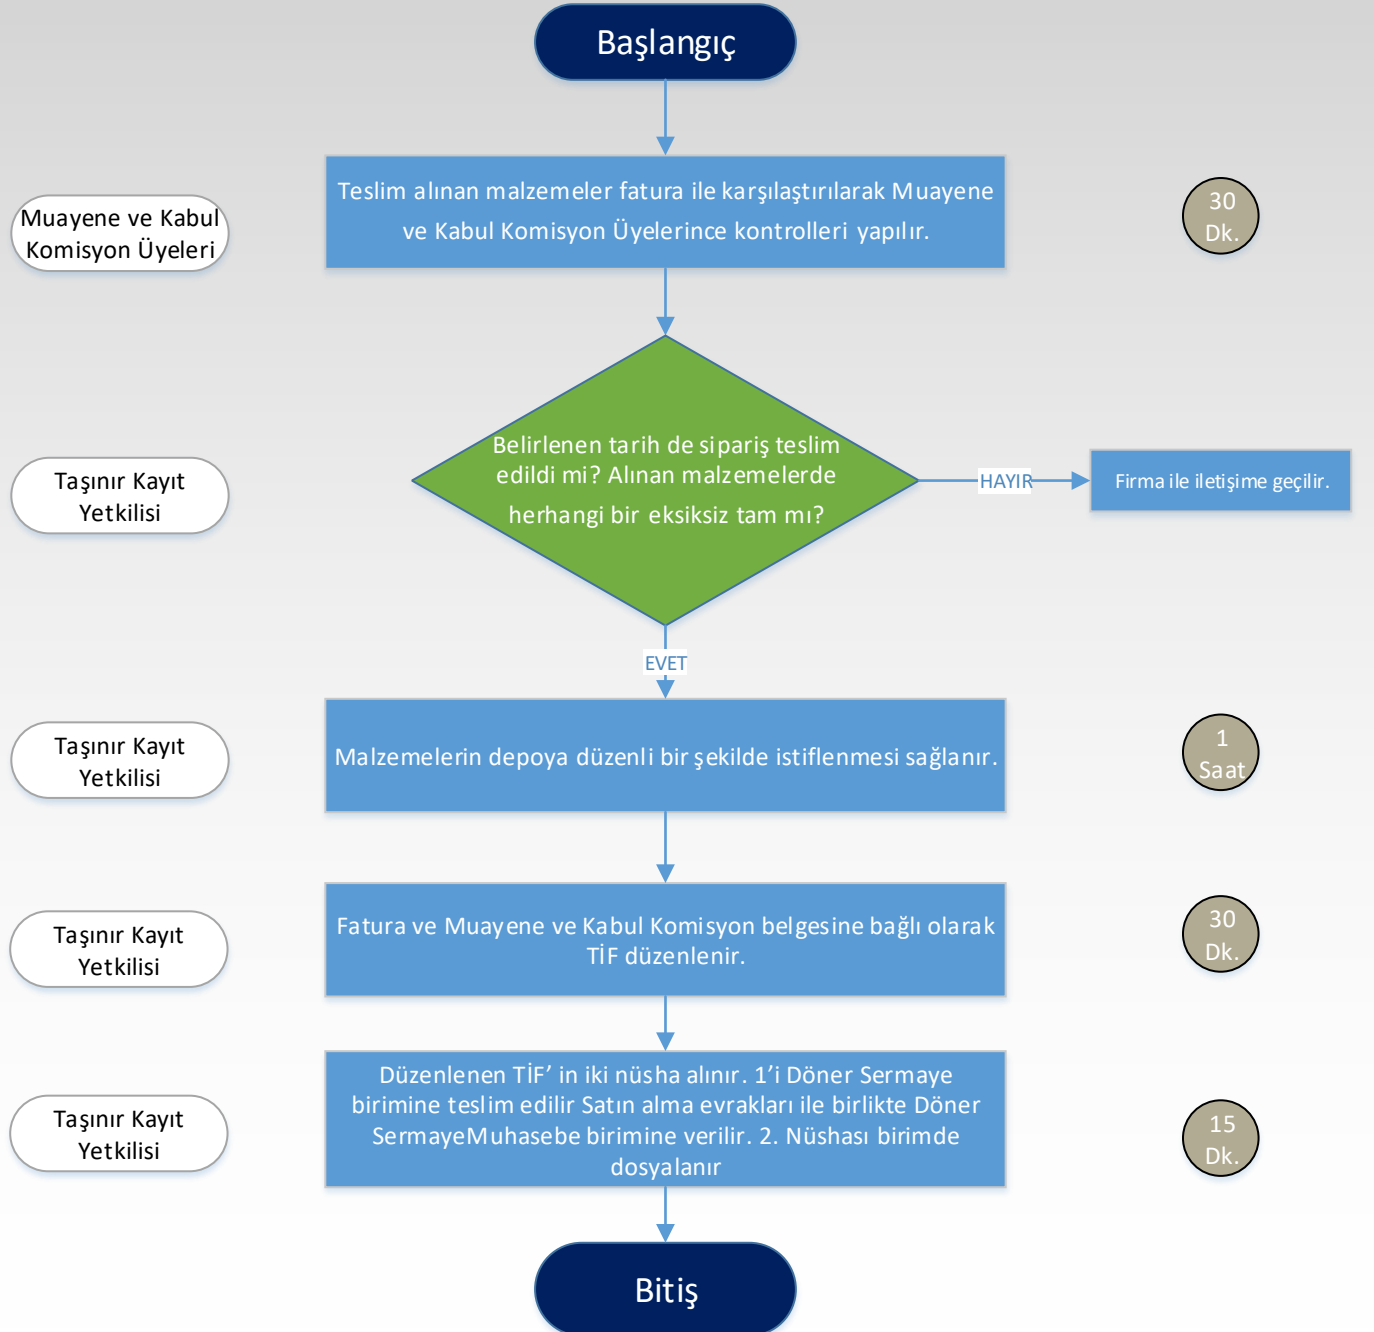 Başlangıç
Muayene ve Kabul
Komisyon Üyeleri
Teslim alınan malzemeler fatura ile karşılaştırılarak Muayene
ve Kabul Komisyon Üyelerince kontrolleri yapılır.
30
Dk.
Taşınır Kayıt
Yetkilisi
Belirlenen tarih de sipariş teslim
edildi mi? Alınan malzemelerde
herhangi bir eksiksiz tam mı?
HAYIR
Firma ile iletişime geçilir.
EVET
Taşınır Kayıt
Yetkilisi
Malzemelerin depoya düzenli bir şekilde istiflenmesi sağlanır.
1
Saat
Taşınır Kayıt
Yetkilisi
Fatura ve Muayene ve Kabul Komisyon belgesine bağlı olarak
TİF düzenlenir.
30
Dk.
Taşınır Kayıt
Yetkilisi
Düzenlenen TİF’ in iki nüsha alınır. 1’i Döner Sermaye
birimine teslim edilir Satın alma evrakları ile birlikte Döner
SermayeMuhasebe birimine verilir. 2. Nüshası birimde
dosyalanır
15
Dk.
Bitiş